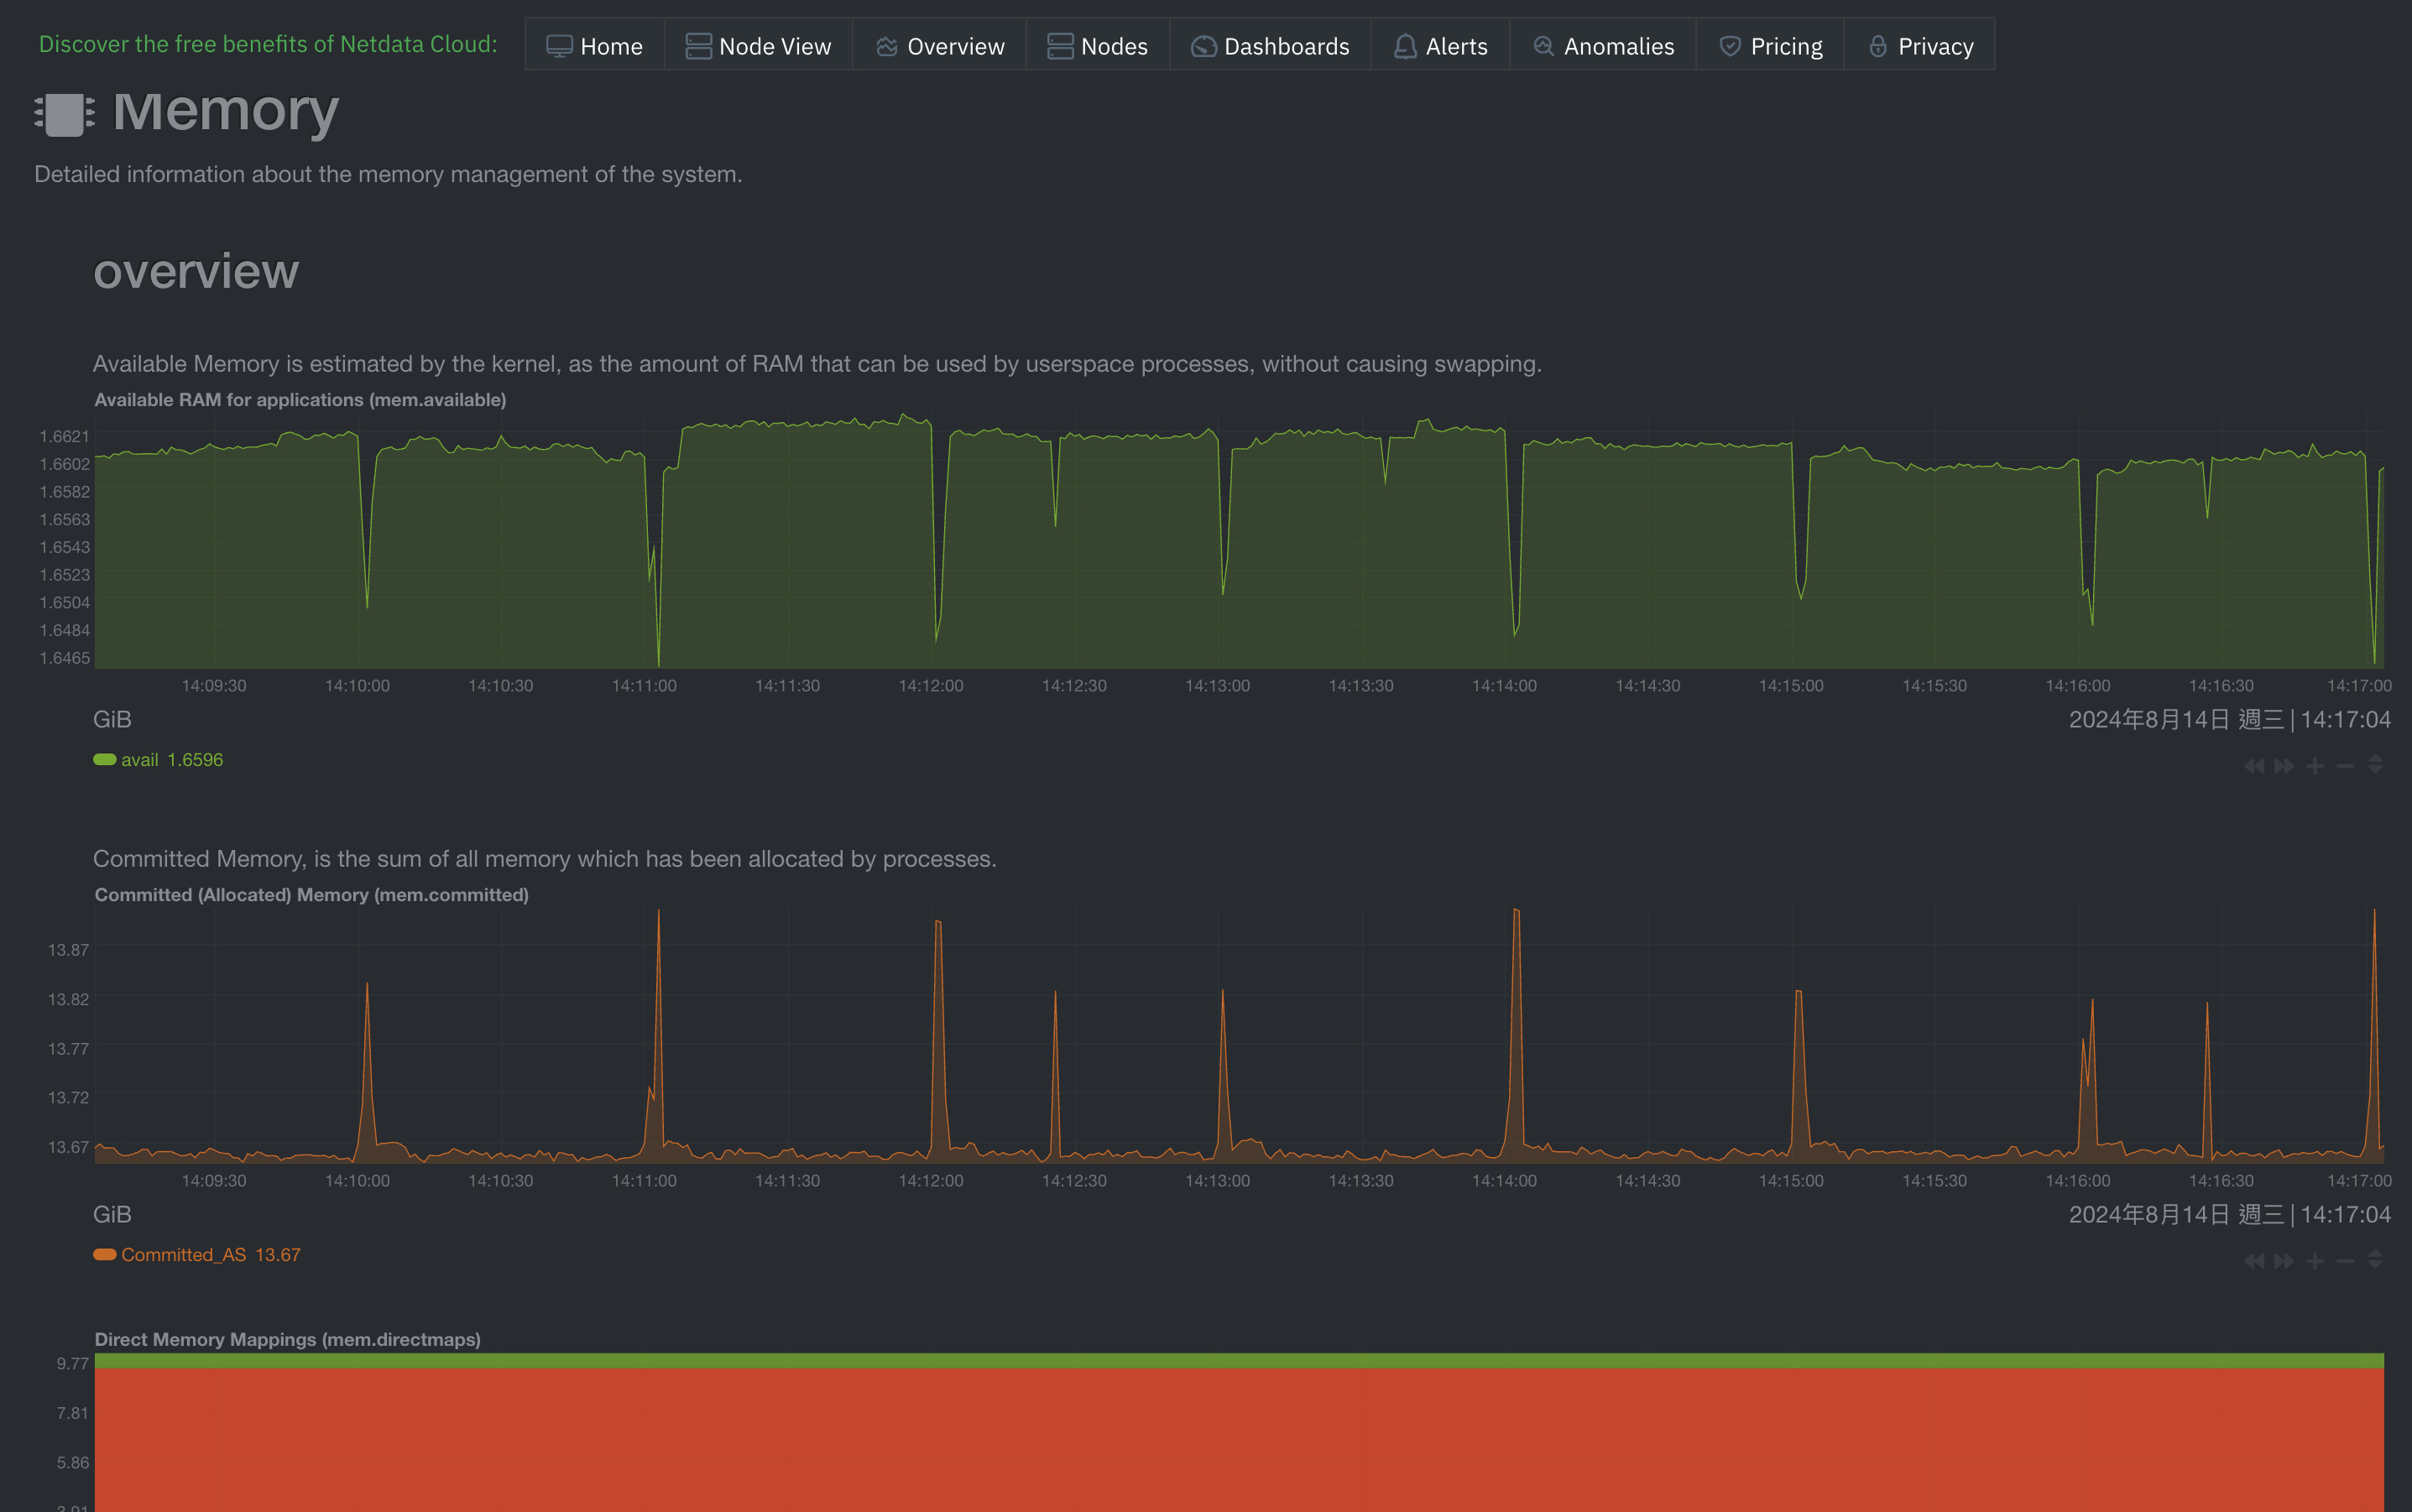 Discover the free benefits of Netdata Cloud: Home Node View Overview Nodes Dashboards Alerts Anomalies Pricing Privacy
Memory
Detailed information about the memory management of the system.
overview
Available Memory is estimated by the kernel, as the amount of RAM that can be used by userspace processes, without causing swapping.
Available RAM for applications (mem.available)
1.6621
1.6602
1.6582
1.6563
1.6543
1.6523
1.6504
1.6484
1.6465
14:09:30 14:10:00 14:10:30 14:11:00 14:11:30 14:12:00 14:12:30 14:13:00 14:13:30 14:14:00 14:14:30 14:15:00 14:15:30 14:16:00 14:16:30 14:17:00
GiB 2024年8月14日 週三 | 14:17:04
avail 1.6596
Committed Memory, is the sum of all memory which has been allocated by processes.
Committed (Allocated) Memory (mem.committed)
13.87
13.82
13.77
13.72
13.67
14:09:30 14:10:00 14:10:30 14:11:00 14:11:30 14:12:00 14:12:30 14:13:00 14:13:30 14:14:00 14:14:30 14:15:00 14:15:30 14:16:00 14:16:30 14:17:00
GiB 2024年8月14日 週三 | 14:17:04
Committed_AS 13.67
Direct Memory Mappings (mem.directmaps)
9.77
7.81
5.86
3.91